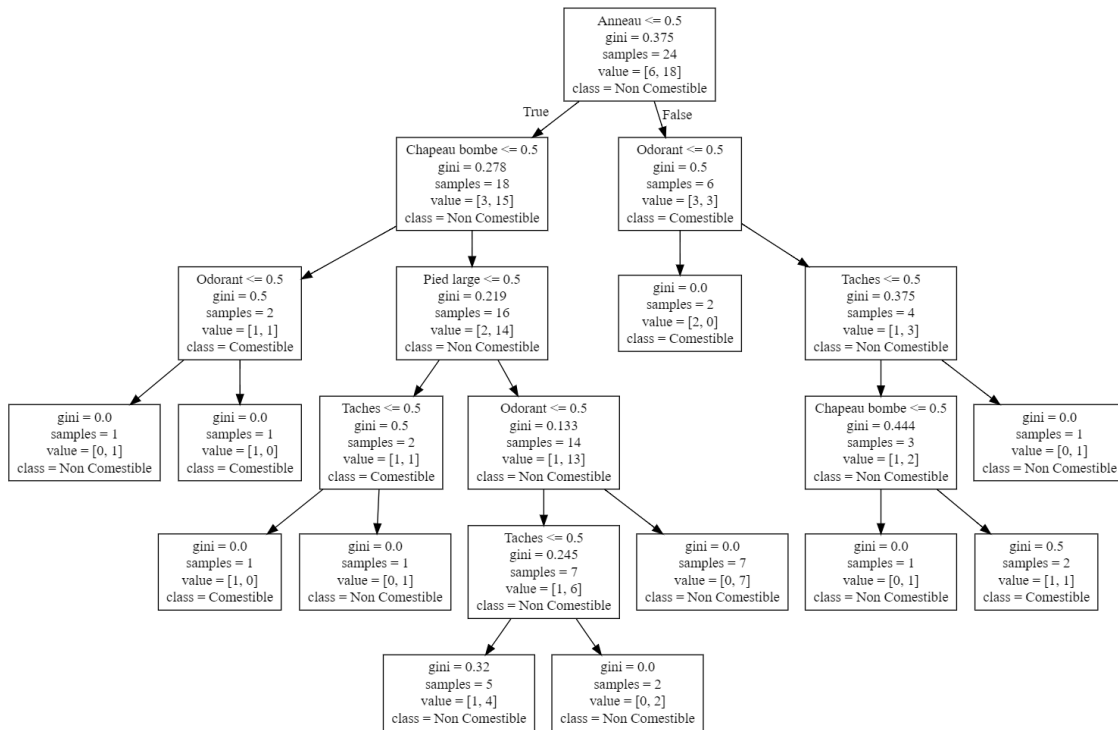 Anneau <= 0.5
gini = 0.375
samples = 24
value = [6, 18]
class = Non Comestible
True
False
Chapeau bombe <= 0.5
gini = 0.278
samples = 18
value = [3, 15]
class = Non Comestible
Odorant <= 0.5
gini = 0.5
samples = 6
value = [3, 3]
class = Comestible
Odorant <= 0.5
gini = 0.5
samples = 2
value = [1, 1]
class = Comestible
Pied large <= 0.5
gini = 0.219
samples = 16
value = [2, 14]
class = Non Comestible
gini = 0.0
samples = 2
value = [2, 0]
class = Comestible
Taches <= 0.5
gini = 0.375
samples = 4
value = [1, 3]
class = Non Comestible
gini = 0.0
samples = 1
value = [0, 1]
class = Non Comestible
gini = 0.0
samples = 1
value = [1, 0]
class = Comestible
Taches <= 0.5
gini = 0.5
samples = 2
value = [1, 1]
class = Comestible
Odorant <= 0.5
gini = 0.133
samples = 14
value = [1, 13]
class = Non Comestible
Chapeau bombe <= 0.5
gini = 0.444
samples = 3
value = [1, 2]
class = Non Comestible
gini = 0.0
samples = 1
value = [0, 1]
class = Non Comestible
gini = 0.0
samples = 1
value = [1, 0]
class = Comestible
gini = 0.0
samples = 1
value = [0, 1]
class = Non Comestible
Taches <= 0.5
gini = 0.245
samples = 7
value = [1, 6]
class = Non Comestible
gini = 0.0
samples = 7
value = [0, 7]
class = Non Comestible
gini = 0.0
samples = 1
value = [0, 1]
class = Non Comestible
gini = 0.5
samples = 2
value = [1, 1]
class = Comestible
gini = 0.32
samples = 5
value = [1, 4]
class = Non Comestible
gini = 0.0
samples = 2
value = [0, 2]
class = Non Comestible